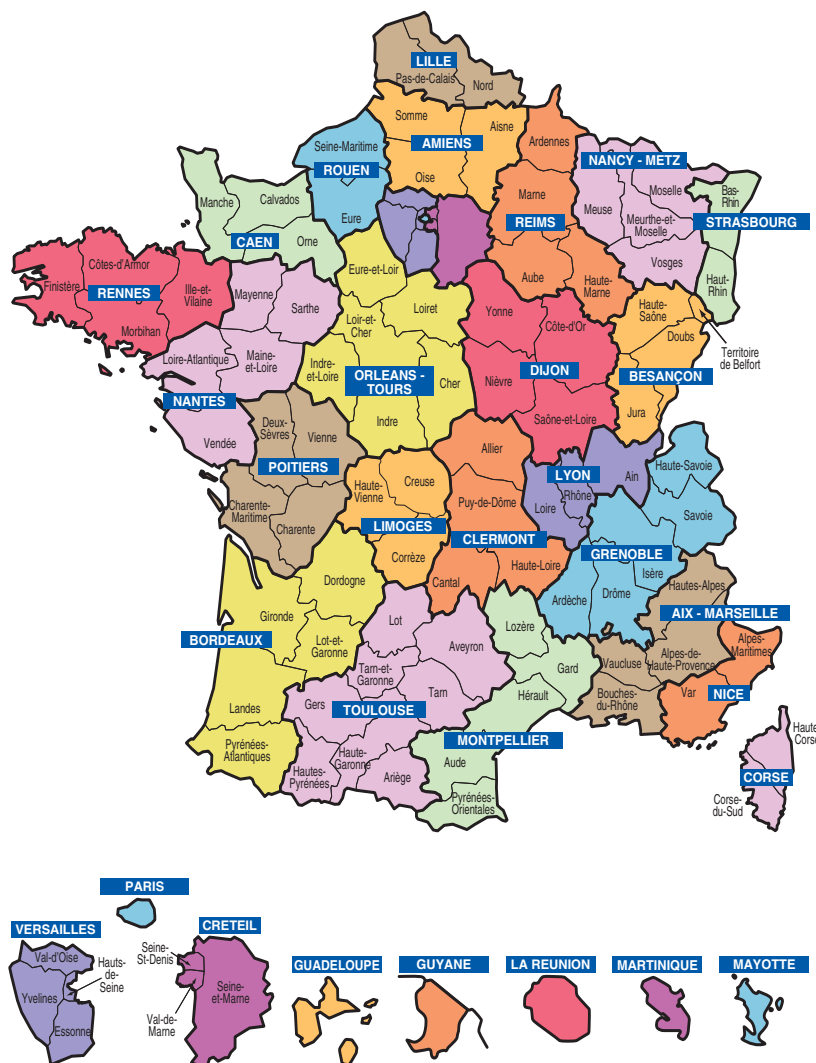 LILLE
Pas-de-Calais
Nord
Somme
Aisne
AMIENS
Oise
Ardennes
Seine-Maritime
ROUEN
Eure
NANCY - METZ
Moselle
Meuse
Meurthe-et-
Moselle
Vosges
Bas-
Rhin
STRASBOURG
Haut-
Rhin
Marne
REIMS
Aube
Haute-
Marne
Manche
Calvados
CAEN
Orne
Côtes-d'Armor
Finistère
RENNES
Ille-et-
Vilaine
Morbihan
Mayenne
Sarthe
Loire-Atlantique
Maine-
et-Loire
NANTES
Vendée
Eure-et-Loir
Loiret
Loir-et-
Cher
Indre-
et-Loire
ORLEANS -
TOURS
Cher
Indre
Yonne
Côte-d'Or
Nièvre
DIJON
Saône-et-Loire
Haute-
Saône
Doubs
Territoire
de Belfort
BESANÇON
Jura
Deux-
Sèvres
Vienne
POITIERS
Charente-
Maritime
Charente
Haute-
Vienne
Creuse
LIMOGES
Corrèze
Allier
Puy-de-Dôme
CLERMONT
Cantal
Haute-Loire
LYON
Ain
Rhône
Loire
Haute-Savoie
Savoie
GRENOBLE
Isère
Ardèche
Drôme
Hautes-Alpes
AIX - MARSEILLE
Vaucluse
Alpes-de-
Haute-Provence
Bouches-
du-Rhône
Alpes-
Maritimes
Var
NICE
Dordogne
Gironde
BORDEAUX
Lot-et-
Garonne
Landes
Pyrénées-
Atlantiques
Lot
Aveyron
Tarn-et-
Garonne
Tarn
Gers
TOULOUSE
Haute-
Garonne
Hautes-
Pyrénées
Ariège
Lozère
Gard
Hérault
MONTPELLIER
Aude
Pyrénées-
Orientales
Haute
Corse
CORSE
Corse-
du-Sud
PARIS
VERSAILLES
Val-d'Oise
Hauts-
de-
Seine
Yvelines
Essonne
CRETEIL
Seine-
St-Denis
Seine-
et-Marne
Val-de-
Marne
GUADELOUPE
GUYANE
LA REUNION
MARTINIQUE
MAYOTTE